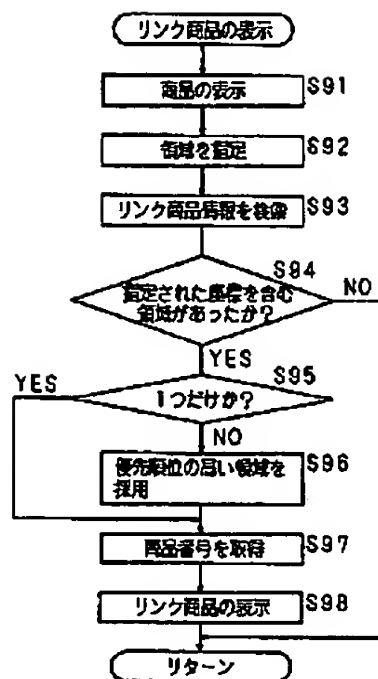 リンク商品の表示
商品の表示 S91
領域を指定 S92
リンク商品情報を検索 S93
S94
指定された座標を含む
領域があったか?
NO
YES
S95
YES
1つだけか?
NO
優先順位の高い領域を
採用
S96
商品番号を取得 S97
リンク商品の表示 S98
リターン